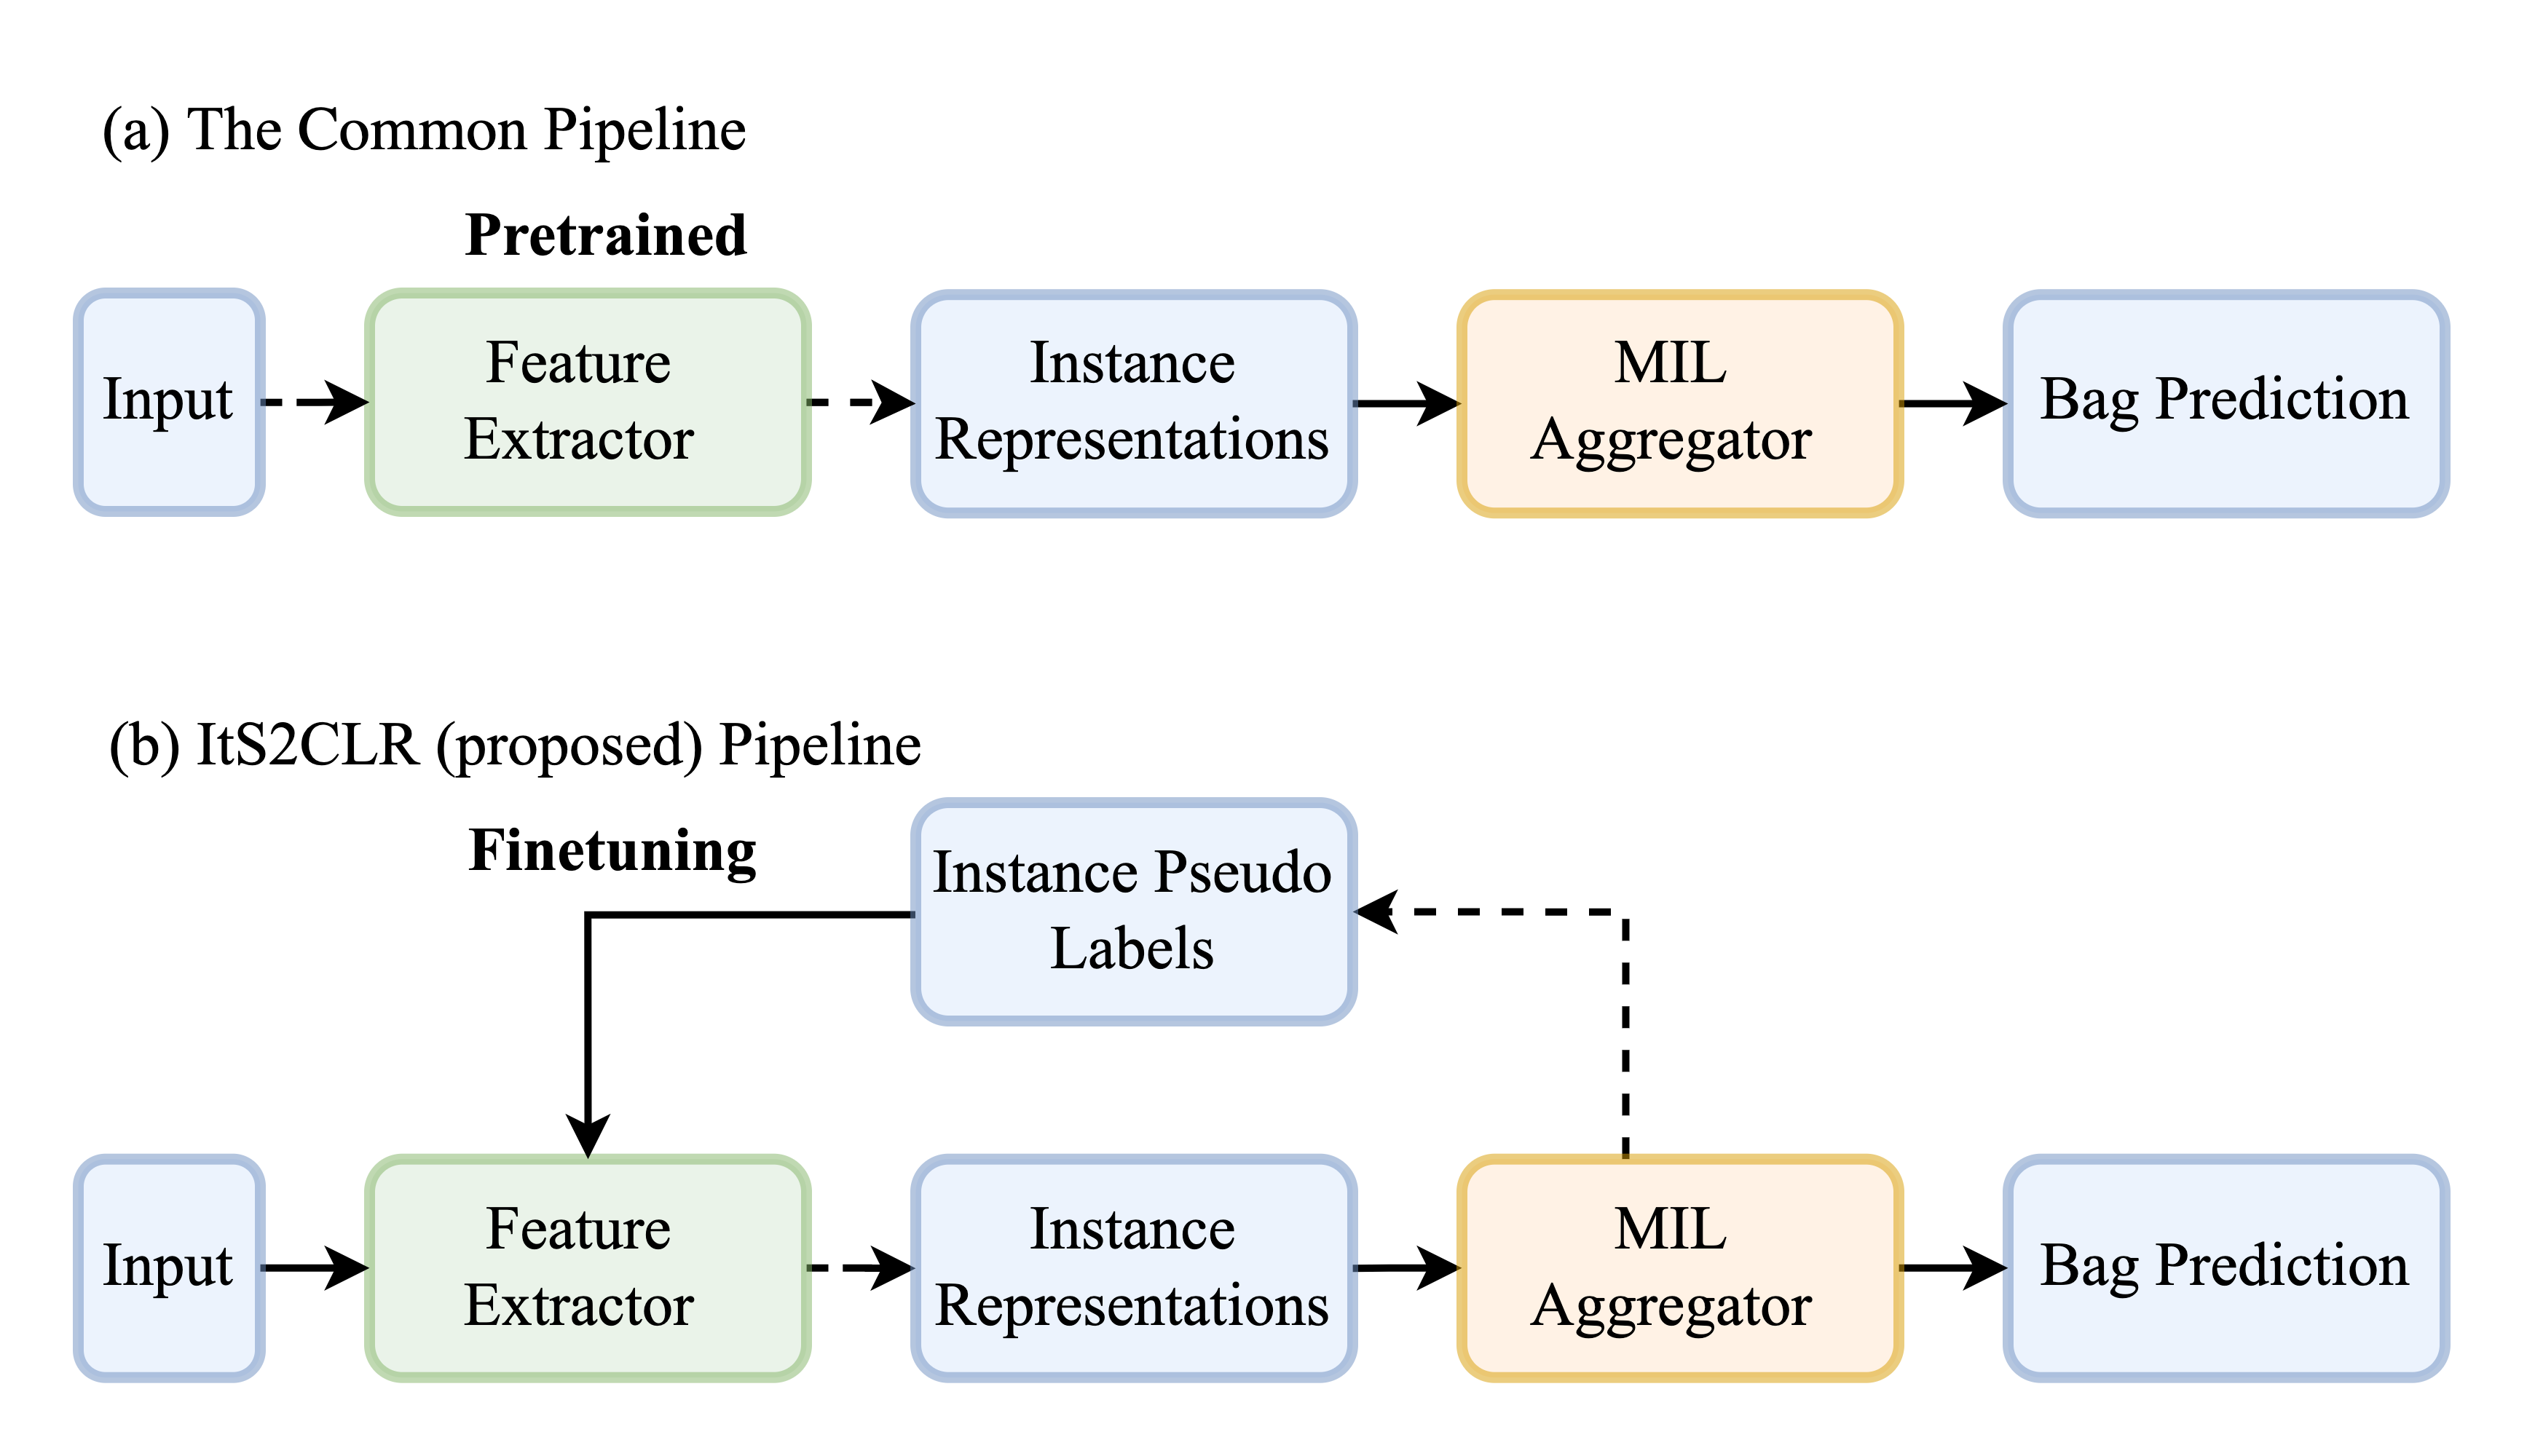 (a) The Common Pipeline
Pretrained
Input
Feature
Extractor
Instance
Representations
MIL
Aggregator
Bag Prediction
(b) ItS2CLR (proposed) Pipeline
Finetuning
Instance Pseudo
Labels
Input
Feature
Extractor
Instance
Representations
MIL
Aggregator
Bag Prediction